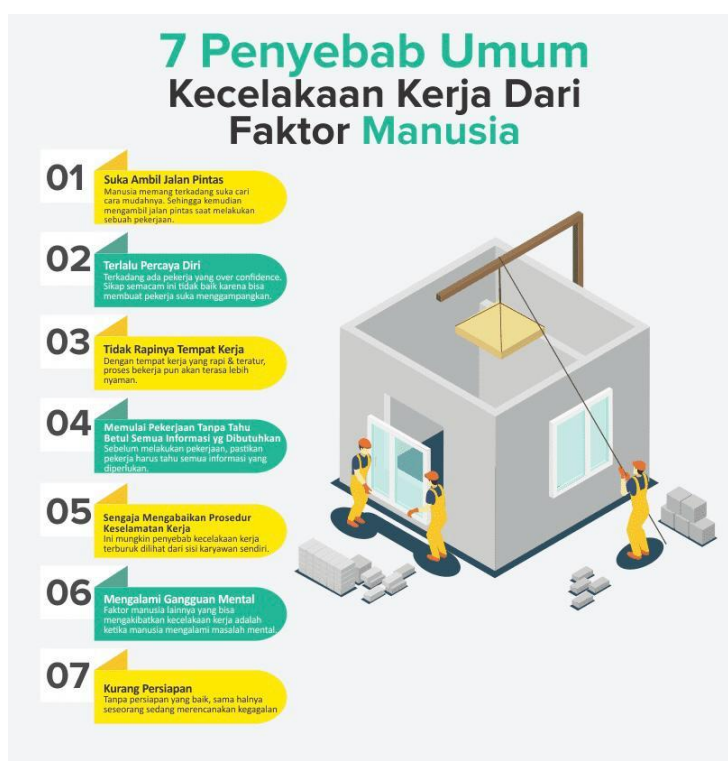 7 Penyebab Umum
Kecelakaan Kerja Dari
Faktor Manusia
01
Suka Ambil Jalan Pintas
Manusia memang terkadang suka cari
cara mudahnya. Sehingga kemudian
mengambil jalan pintas saat melakukan
sebuah pekerjaan.
02
Terlalu Percaya Diri
Terkadang ada pekerja yang over confidence.
Sikap semacam ini tidak baik karena bisa
membuat pekerja suka menggampangkan.
03
Tidak Rapinya Tempat Kerja
Dengan tempat kerja yang rapi & teratur,
proses bekerja pun akan terasa lebih
nyaman.
04
Memulai Pekerjaan Tanpa Tahu
Betul Semua Informasi yg Dibutuhkan
Sebelum melakukan pekerjaan, pastikan
pekerja harus tahu semua informasi yang
diperlukan.
05
Sengaja Mengabaikan Prosedur
Keselamatan Kerja
Ini mungkin penyebab kecelakaan kerja
terburuk dilihat dari sisi karyawan sendiri.
06
Mengalami Gangguan Mental
Faktor manusia lainnya yang bisa
mengakibatkan kecelakaan kerja adalah
ketika manusia mengalami masalah mental.
07
Kurang Persiapan
Tanpa persiapan yang baik, sama halnya
seseorang sedang merencanakan kegagalan